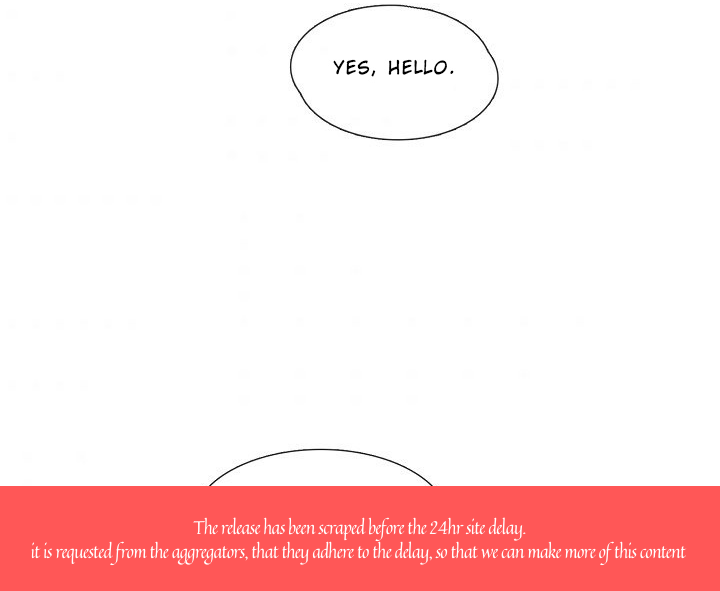 YES, HELLO.
The release has been scraped before the 24hr site delay.
it is requested from the aggregators, that they adhere to the delay, so that we can make more of this content